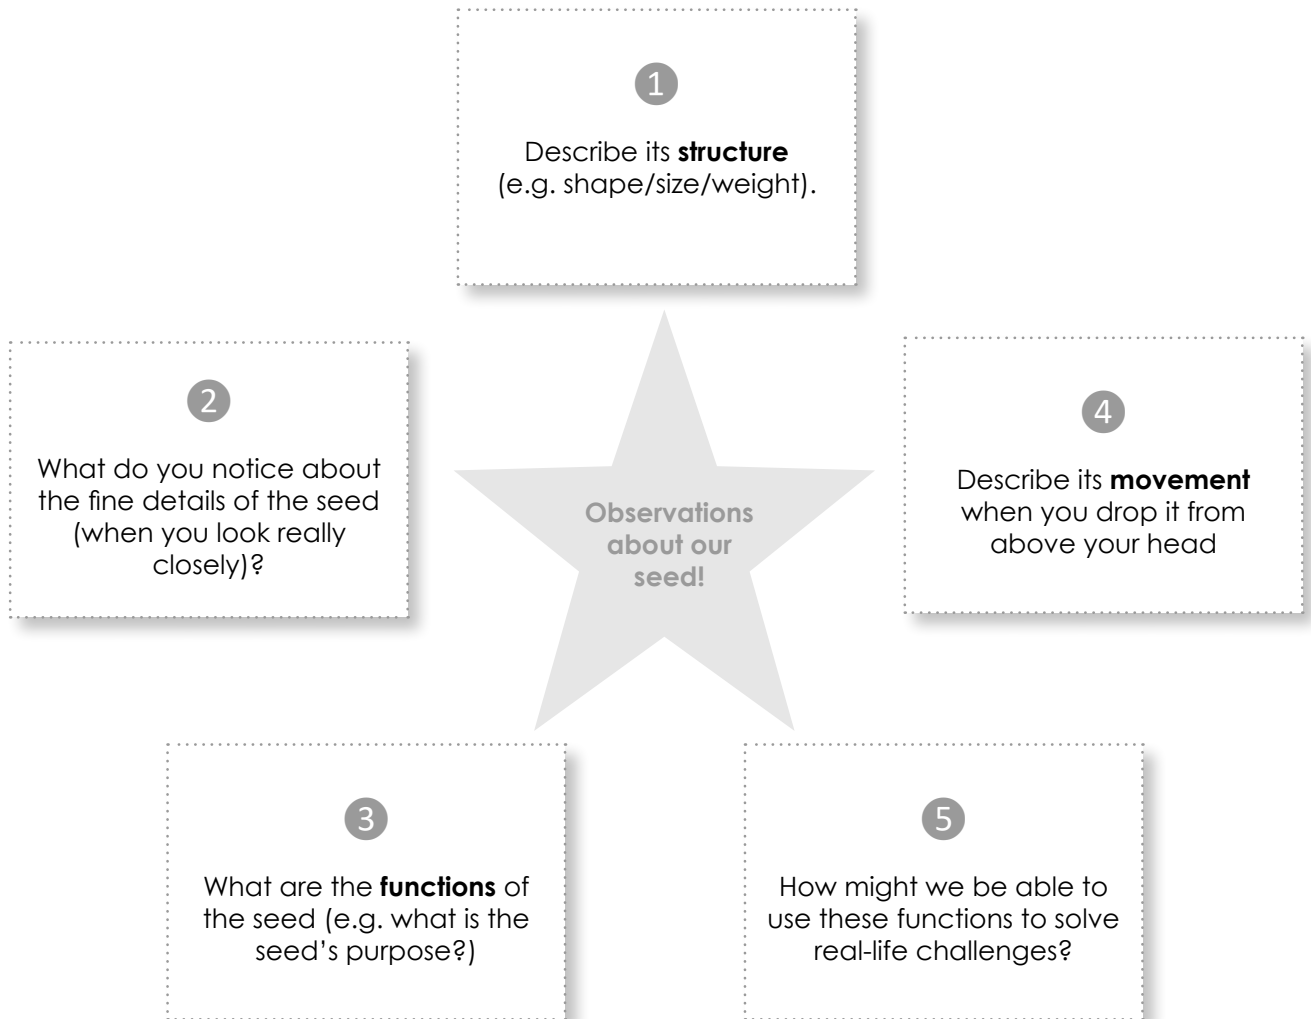 1
Describe its structure
(e.g. shape/size/weight).
2
What do you notice about
the fine details of the seed
(when you look really
closely)?
4
Describe its movement
when you drop it from
above your head
Observations
about our
seed!
3
What are the functions of
the seed (e.g. what is the
seed’s purpose?)
5
How might we be able to
use these functions to solve
real-life challenges?